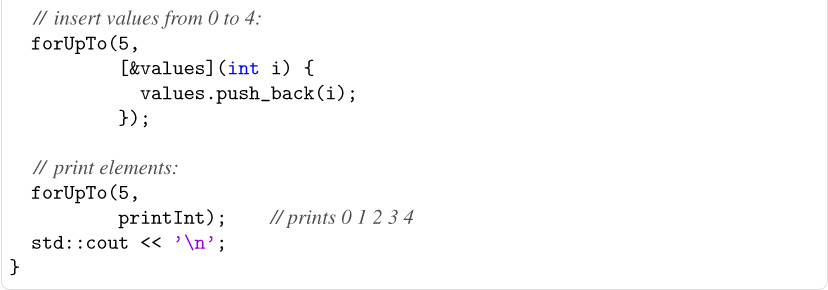 // insert values from 0 to 4:
forUpTo(5,
[&values](int i) {
values.push_back(i);
});
// print elements:
forUpTo(5,
printInt); // prints 0 1 2 3 4
std::cout << ’\n’;
}